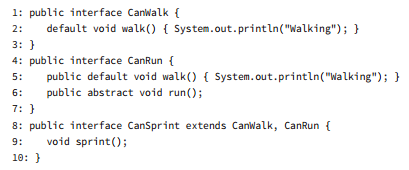 1: public interface CanWalk {
2:    default void walk() { System.out.println("Walking"); }
3: }
4: public interface CanRun {
5:    public default void walk() { System.out.println("Walking"); }
6:    public abstract void run();
7: }
8: public interface CanSprint extends CanWalk, CanRun {
9:    void sprint();
10: }